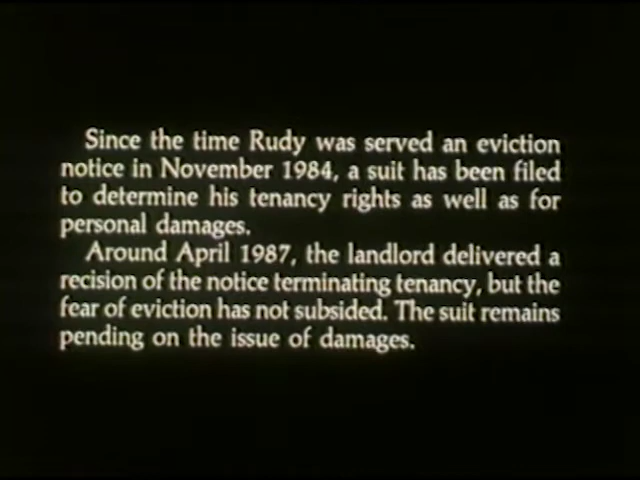 Since the time Rudy was served an eviction
notice in November 1984, a suit has been filed
to determine his tenancy rights as well as for
personal damages.
Around April 1987, the landlord delivered a
recision of the notice terminating tenancy, but the
fear of eviction has not subsided. The suit remains
pending on the issue of damages.